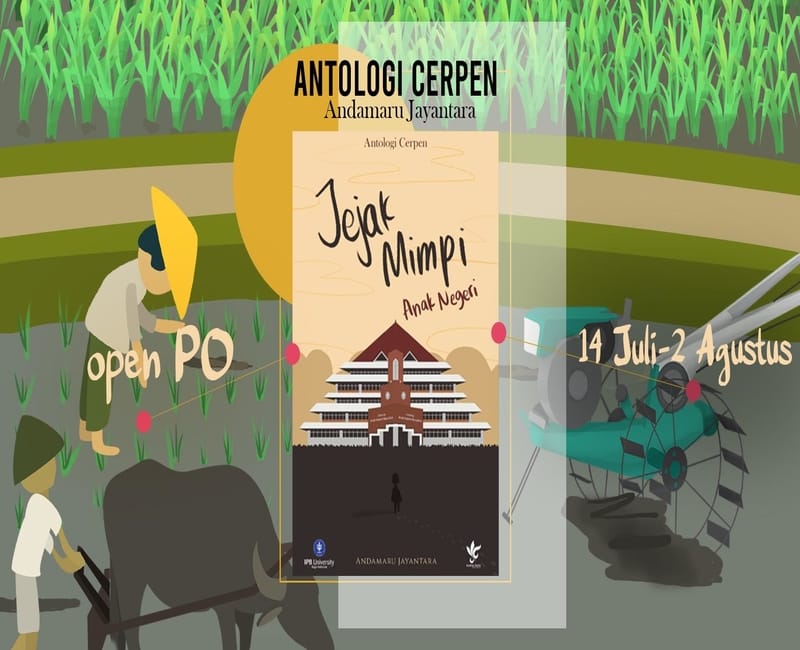 ANTOLOGI CERPEN
Andamaru Jayantara
Antologi Cerpen
Jejak
Mimpi
Anak Negeri
open PO
14 Juli-2 Agustus
IPB University
ANDAMARU JAYANTARA